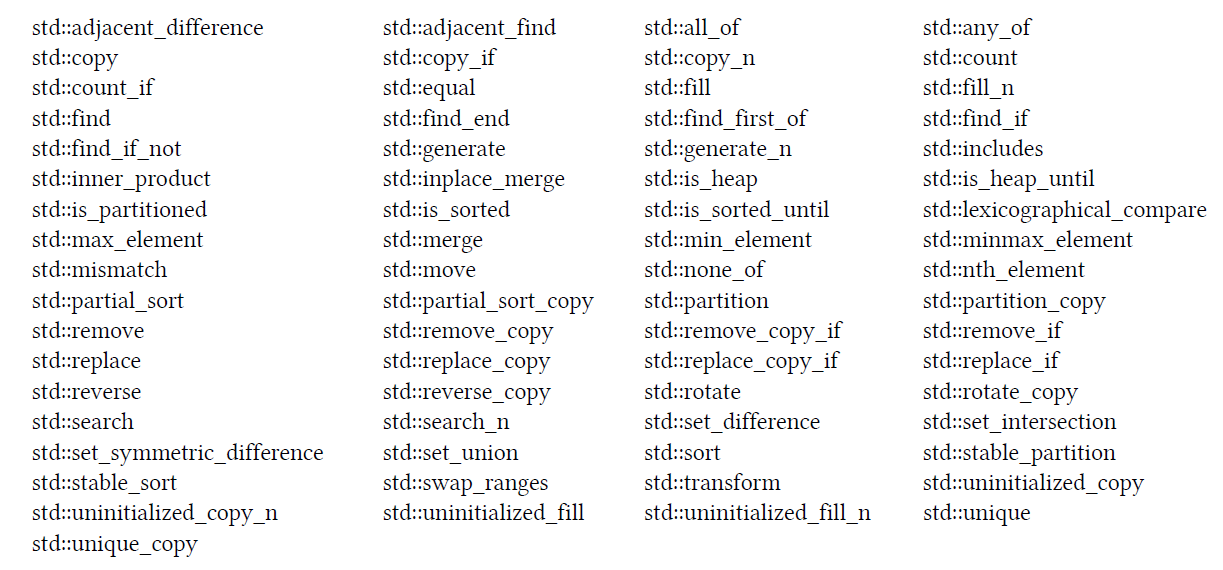 std::adjacent_difference std::adjacent_find std::all_of std::any_of
std::copy std::copy_if std::copy_n std::count
std::count_if std::equal std::fill std::fill_n
std::find std::find_end std::find_first_of std::find_if
std::find_if_not std::generate std::generate_n std::includes
std::inner_product std::inplace_merge std::is_heap std::is_heap_until
std::is_partitioned std::is_sorted std::is_sorted_until std::lexicographical_compare
std::max_element std::merge std::min_element std::minmax_element
std::mismatch std::move std::none_of std::nth_element
std::partial_sort std::partial_sort_copy std::partition std::partition_copy
std::remove std::remove_copy std::remove_copy_if std::remove_if
std::replace std::replace_copy std::replace_copy_if std::replace_if
std::reverse std::reverse_copy std::rotate std::rotate_copy
std::search std::search_n std::set_difference std::set_intersection
std::set_symmetric_difference std::set_union std::sort std::stable_partition
std::stable_sort std::swap_ranges std::transform std::uninitialized_copy
std::uninitialized_copy_n std::uninitialized_fill std::uninitialized_fill_n std::unique
std::unique_copy